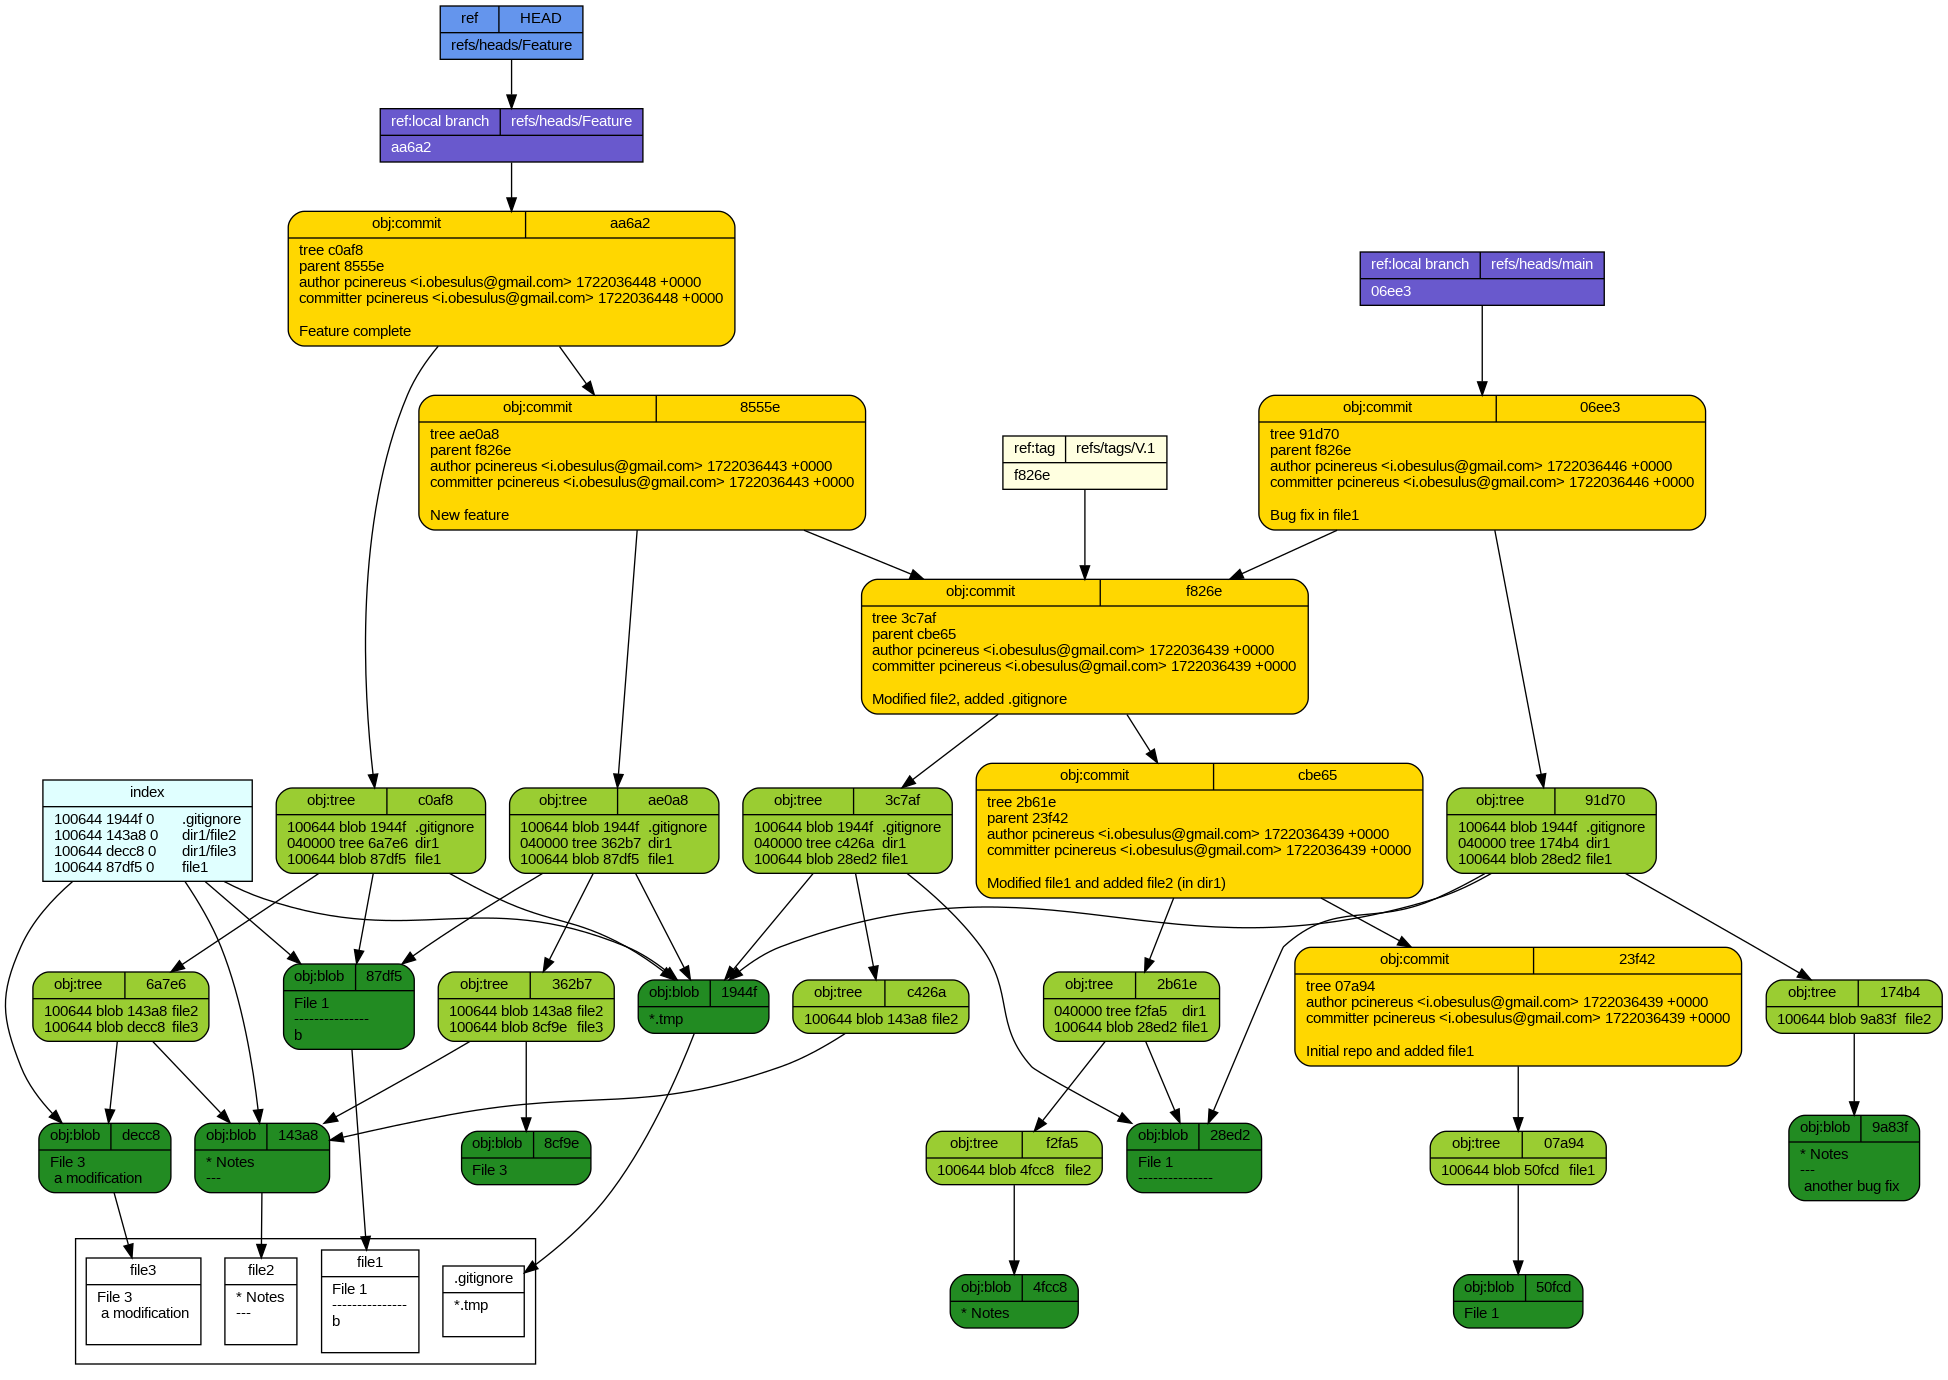 ref HEAD
refs/heads/Feature
ref:local branch refs/heads/Feature
aa6a2
obj:commit aa6a2
tree c0af8
parent 8555e
author pcinereus <i.obesulus@gmail.com> 1722036448 +0000
committer pcinereus <i.obesulus@gmail.com> 1722036448 +0000
Feature complete
ref:local branch refs/heads/main
06ee3
obj:commit 8555e
tree ae0a8
parent f826e
author pcinereus <i.obesulus@gmail.com> 1722036443 +0000
committer pcinereus <i.obesulus@gmail.com> 1722036443 +0000
New feature
ref:tag refs/tags/V.1
f826e
obj:commit 06ee3
tree 91d70
parent f826e
author pcinereus <i.obesulus@gmail.com> 1722036446 +0000
committer pcinereus <i.obesulus@gmail.com> 1722036446 +0000
Bug fix in file1
obj:commit f826e
tree 3c7af
parent cbe65
author pcinereus <i.obesulus@gmail.com> 1722036439 +0000
committer pcinereus <i.obesulus@gmail.com> 1722036439 +0000
Modified file2, added .gitignore
index
100644 1944f 0 .gitignore
100644 143a8 0 dir1/file2
100644 decc8 0 dir1/file3
100644 87df5 0 file1
obj:tree c0af8
100644 blob 1944f .gitignore
040000 tree 6a7e6 dir1
100644 blob 87df5 file1
obj:tree ae0a8
100644 blob 1944f .gitignore
040000 tree 362b7 dir1
100644 blob 87df5 file1
obj:tree 3c7af
100644 blob 1944f .gitignore
040000 tree c426a dir1
100644 blob 28ed2 file1
obj:commit cbe65
tree 2b61e
parent 23f42
author pcinereus <i.obesulus@gmail.com> 1722036439 +0000
committer pcinereus <i.obesulus@gmail.com> 1722036439 +0000
Modified file1 and added file2 (in dir1)
obj:tree 91d70
100644 blob 1944f .gitignore
040000 tree 174b4 dir1
100644 blob 28ed2 file1
obj:tree 6a7e6
100644 blob 143a8 file2
100644 blob decc8 file3
obj:blob 87df5
File 1
---------------
b
obj:tree 362b7
100644 blob 143a8 file2
100644 blob 8cf9e file3
obj:blob 1944f
*.tmp
obj:tree c426a
100644 blob 143a8 file2
obj:tree 2b61e
040000 tree f2fa5 dir1
100644 blob 28ed2 file1
obj:commit 23f42
tree 07a94
author pcinereus <i.obesulus@gmail.com> 1722036439 +0000
committer pcinereus <i.obesulus@gmail.com> 1722036439 +0000
Initial repo and added file1
obj:tree 174b4
100644 blob 9a83f file2
obj:blob decc8
File 3
a modification
obj:blob 143a8
* Notes
---
obj:blob 8cf9e
File 3
obj:tree f2fa5
100644 blob 4fcc8 file2
obj:blob 28ed2
File 1
---------------
obj:tree 07a94
100644 blob 50fcd file1
obj:blob 9a83f
* Notes
---
another bug fix
file3
File 3
a modification
file2
* Notes
---
file1
File 1
---------------
b
.gitignore
*.tmp
obj:blob 4fcc8
* Notes
obj:blob 50fcd
File 1